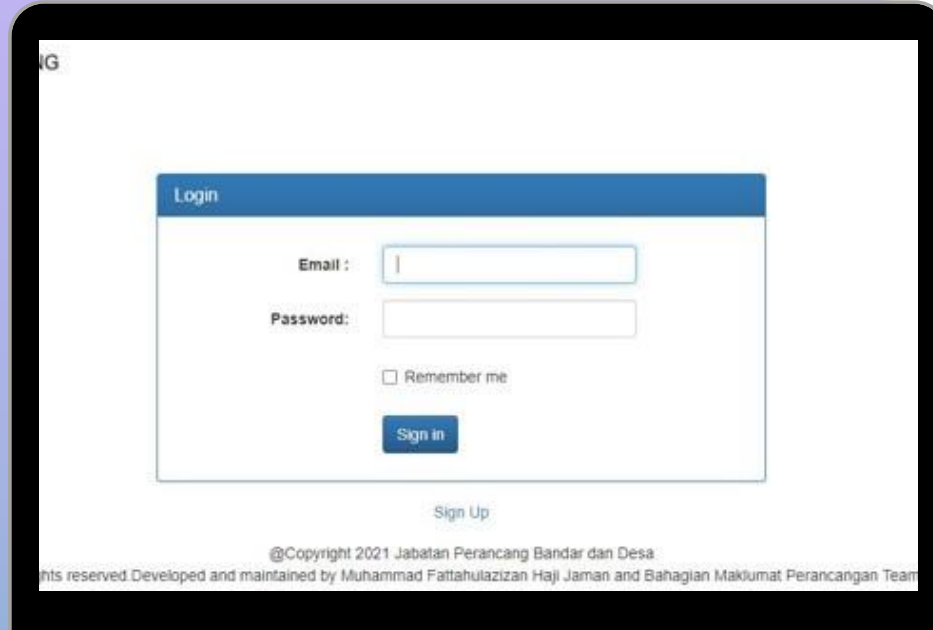 NG
Login
Email :
Password:
Remember me
Sign in
Sign Up
@Copyright 2021 Jabatan Perancang Bandar dan Desa
hts reserved.Developed and maintained by Muhammad Fattahulazizan Haji Jaman and Bahagian Maklumat Perancangan Team